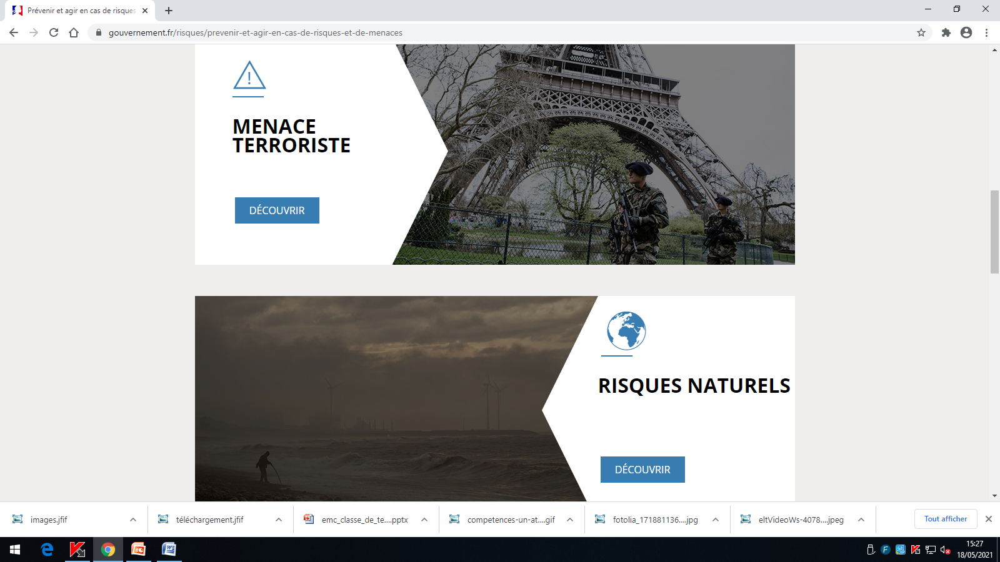 Prévenir et agir en cas de risques
gouvernement.fr/risques/prevenir-et-agir-en-cas-de-risques-et-de-menaces
MENACE
TERRORISTE
DÉCOUVRIR
RISQUES NATURELS
DÉCOUVRIR
images.jfif
téléchargement.jfif
emc_classe_de_te....pptx
competences-un-at....gif
fotolia_171881136....jpg
eltVideoWs-4078....jpeg
Tout afficher
15:27
18/05/2021